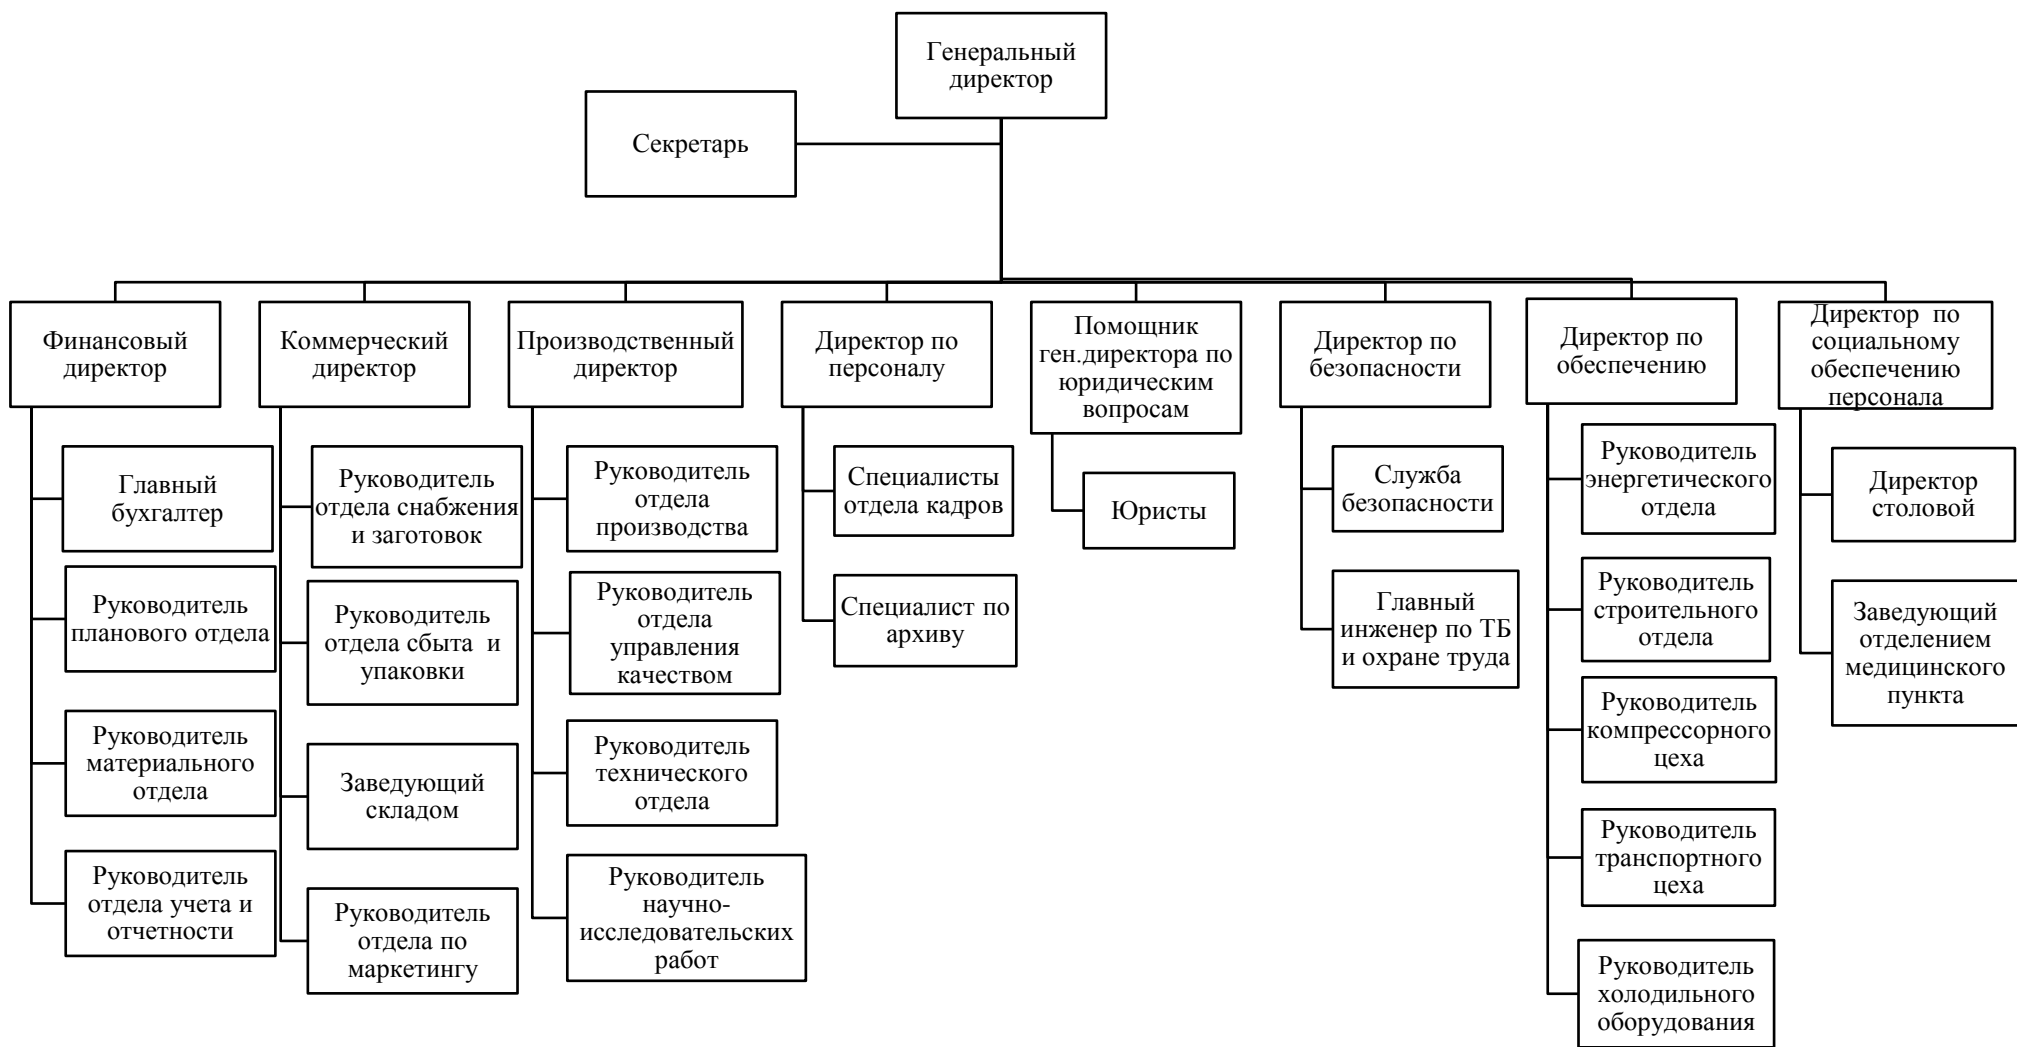 Генеральный
директор
Секретарь
Финансовый
директор
Главный
бухгалтер
Руководитель
планового отдела
Руководитель
материального
отдела
Руководитель
отдела учета и
отчетности
Коммерческий
директор
Руководитель
отдела снабжения
и заготовок
Руководитель
отдела сбыта и
упаковки
Заведующий
складом
Руководитель
отдела по
маркетингу
Производственный
директор
Руководитель
отдела
производства
Руководитель
отдела
управления
качеством
Руководитель
технического
отдела
Руководитель
научно-
исследовательских
работ
Директор по
персоналу
Специалисты
отдела кадров
Специалист по
архиву
Помощник
ген.директора по
юридическим
вопросам
Юристы
Директор по
безопасности
Служба
безопасности
Главный
инженер по ТБ
и охране труда
Директор по
обеспечению
Руководитель
энергетического
отдела
Руководитель
строительного
отдела
Руководитель
компрессорного
цеха
Руководитель
транспортного
цеха
Руководитель
холодильного
оборудования
Директор по
социальному
обеспечению
персонала
Директор
столовой
Заведующий
отделением
медицинского
пункта